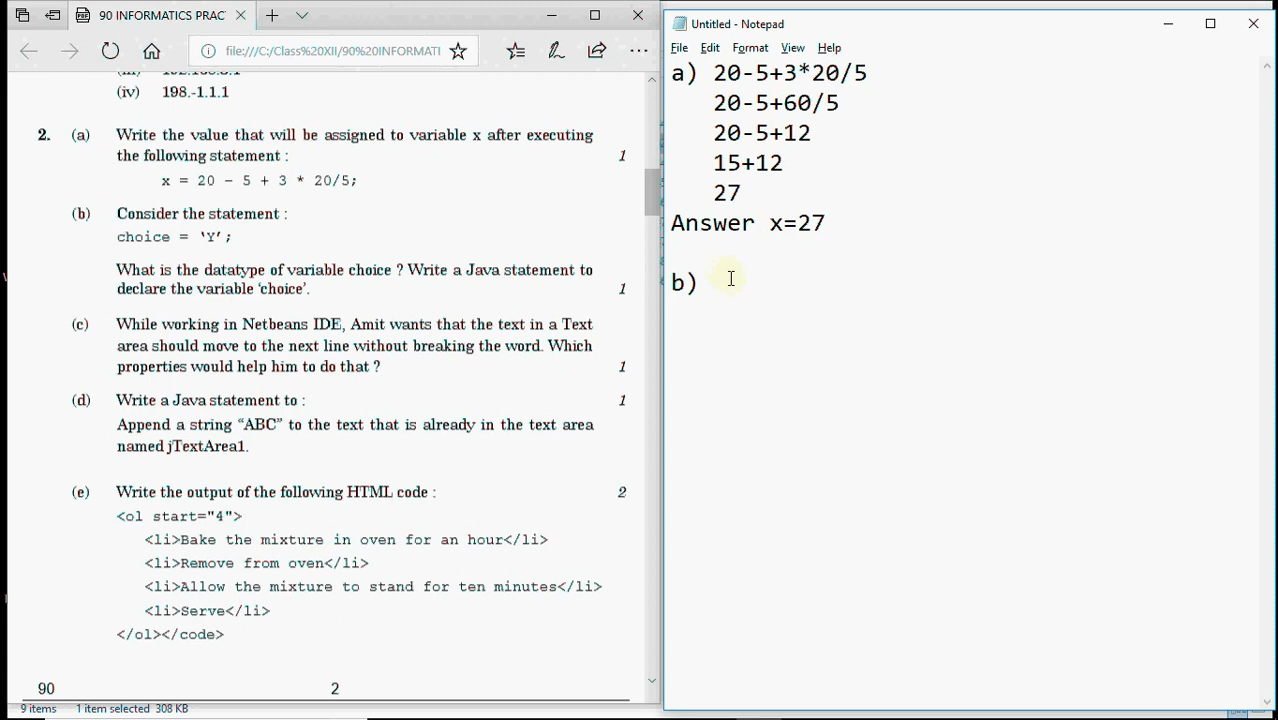 90 INFORMATICS PRAC
file:///C:/Class%20XII/90%20INFORMATI
(iv) 198.-1.1.1
2. (a) Write the value that will be assigned to variable x after executing
the following statement : 1
x = 20 – 5 + 3 * 20/5;
(b) Consider the statement :
choice = ‘Y’;
What is the datatype of variable choice ? Write a Java statement to
declare the variable ‘choice’. 1
(c) While working in Netbeans IDE, Amit wants that the text in a Text
area should move to the next line without breaking the word. Which
properties would help him to do that ? 1
(d) Write a Java statement to : 1
Append a string “ABC” to the text that is already in the text area
named jTextArea1.
(e) Write the output of the following HTML code : 2
<ol start="4">
<li>Bake the mixture in oven for an hour</li>
<li>Remove from oven</li>
<li>Allow the mixture to stand for ten minutes</li>
<li>Serve</li>
</ol></code>
90 2
9 items 1 item selected 308 KB
Untitled - Notepad
File Edit Format View Help
a) 20-5+3*20/5
20-5+60/5
20-5+12
15+12
27
Answer x=27
b)